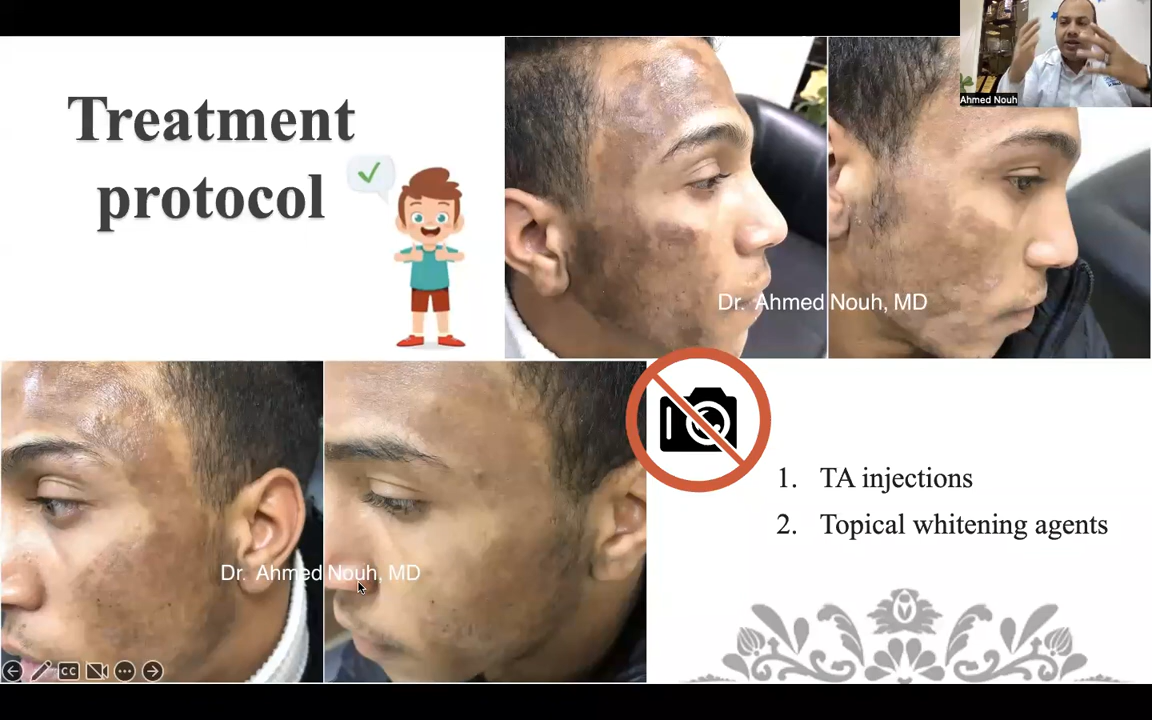 Treatment
protocol
Ahmed Nouh
Dr. Ahmed Nouh, MD
Dr. Ahmed Nouh, MD
1. TA injections
2. Topical whitening agents
CC